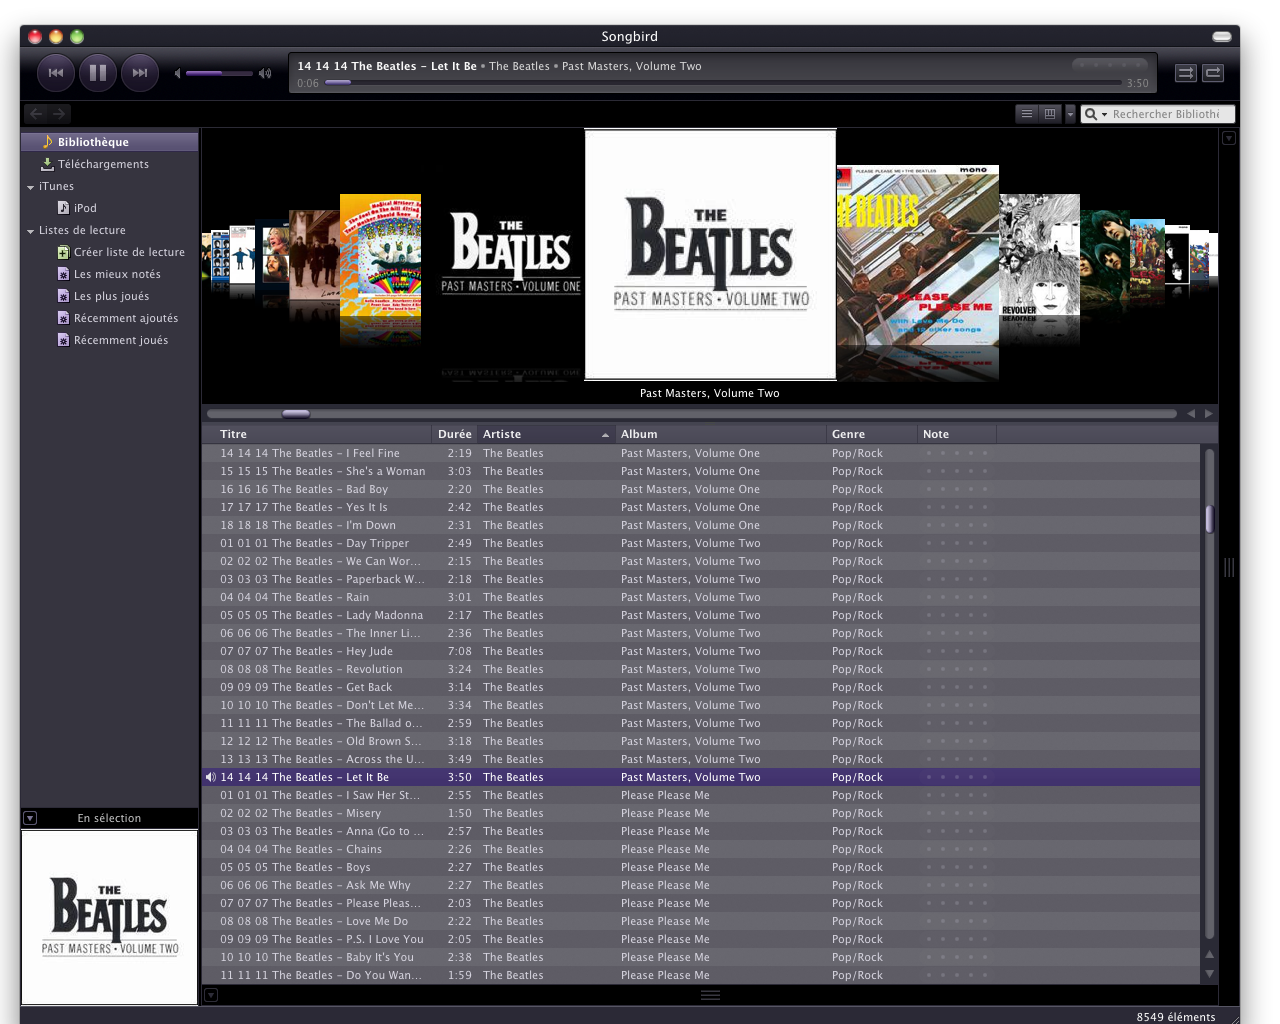 Songbird
14 14 14 The Beatles – Let It Be • The Beatles • Past Masters, Volume Two
0:06 3:50
Rechercher Bibliothè
Bibliothèque
Téléchargements
iTunes
iPod
Listes de lecture
Créer liste de lecture
Les mieux notés
Les plus joués
Récemment ajoutés
Récemment joués
THE
BEATLES
PAST MASTERS · VOLUME ONE
THE
BEATLES
PAST MASTERS · VOLUME TWO
PLEASE PLEASE ME • THE BEATLES mono
THE BEATLES
PLEASE
PLEASE ME
with Love Me Do
and 12 other songs
REVOLVER
Past Masters, Volume Two
Titre Durée Artiste Album Genre Note
14 14 14 The Beatles – I Feel Fine 2:19 The Beatles Past Masters, Volume One Pop/Rock
15 15 15 The Beatles – She's a Woman 3:03 The Beatles Past Masters, Volume One Pop/Rock
16 16 16 The Beatles – Bad Boy 2:20 The Beatles Past Masters, Volume One Pop/Rock
17 17 17 The Beatles – Yes It Is 2:42 The Beatles Past Masters, Volume One Pop/Rock
18 18 18 The Beatles – I'm Down 2:31 The Beatles Past Masters, Volume One Pop/Rock
01 01 01 The Beatles – Day Tripper 2:49 The Beatles Past Masters, Volume Two Pop/Rock
02 02 02 The Beatles – We Can Wor... 2:15 The Beatles Past Masters, Volume Two Pop/Rock
03 03 03 The Beatles – Paperback W... 2:18 The Beatles Past Masters, Volume Two Pop/Rock
04 04 04 The Beatles – Rain 3:01 The Beatles Past Masters, Volume Two Pop/Rock
05 05 05 The Beatles – Lady Madonna 2:17 The Beatles Past Masters, Volume Two Pop/Rock
06 06 06 The Beatles – The Inner Li... 2:36 The Beatles Past Masters, Volume Two Pop/Rock
07 07 07 The Beatles – Hey Jude 7:08 The Beatles Past Masters, Volume Two Pop/Rock
08 08 08 The Beatles – Revolution 3:24 The Beatles Past Masters, Volume Two Pop/Rock
09 09 09 The Beatles – Get Back 3:14 The Beatles Past Masters, Volume Two Pop/Rock
10 10 10 The Beatles – Don't Let Me... 3:34 The Beatles Past Masters, Volume Two Pop/Rock
11 11 11 The Beatles – The Ballad o... 2:59 The Beatles Past Masters, Volume Two Pop/Rock
12 12 12 The Beatles – Old Brown S... 3:18 The Beatles Past Masters, Volume Two Pop/Rock
13 13 13 The Beatles – Across the U... 3:49 The Beatles Past Masters, Volume Two Pop/Rock
14 14 14 The Beatles – Let It Be 3:50 The Beatles Past Masters, Volume Two Pop/Rock
01 01 01 The Beatles – I Saw Her St... 2:55 The Beatles Please Please Me Pop/Rock
02 02 02 The Beatles – Misery 1:50 The Beatles Please Please Me Pop/Rock
03 03 03 The Beatles – Anna (Go to ... 2:57 The Beatles Please Please Me Pop/Rock
04 04 04 The Beatles – Chains 2:26 The Beatles Please Please Me Pop/Rock
05 05 05 The Beatles – Boys 2:27 The Beatles Please Please Me Pop/Rock
06 06 06 The Beatles – Ask Me Why 2:27 The Beatles Please Please Me Pop/Rock
07 07 07 The Beatles – Please Pleas... 2:03 The Beatles Please Please Me Pop/Rock
08 08 08 The Beatles – Love Me Do 2:22 The Beatles Please Please Me Pop/Rock
09 09 09 The Beatles – P.S. I Love You 2:05 The Beatles Please Please Me Pop/Rock
10 10 10 The Beatles – Baby It's You 2:38 The Beatles Please Please Me Pop/Rock
11 11 11 The Beatles – Do You Wan... 1:59 The Beatles Please Please Me Pop/Rock
En sélection
THE
BEATLES
PAST MASTERS · VOLUME TWO
8549 éléments